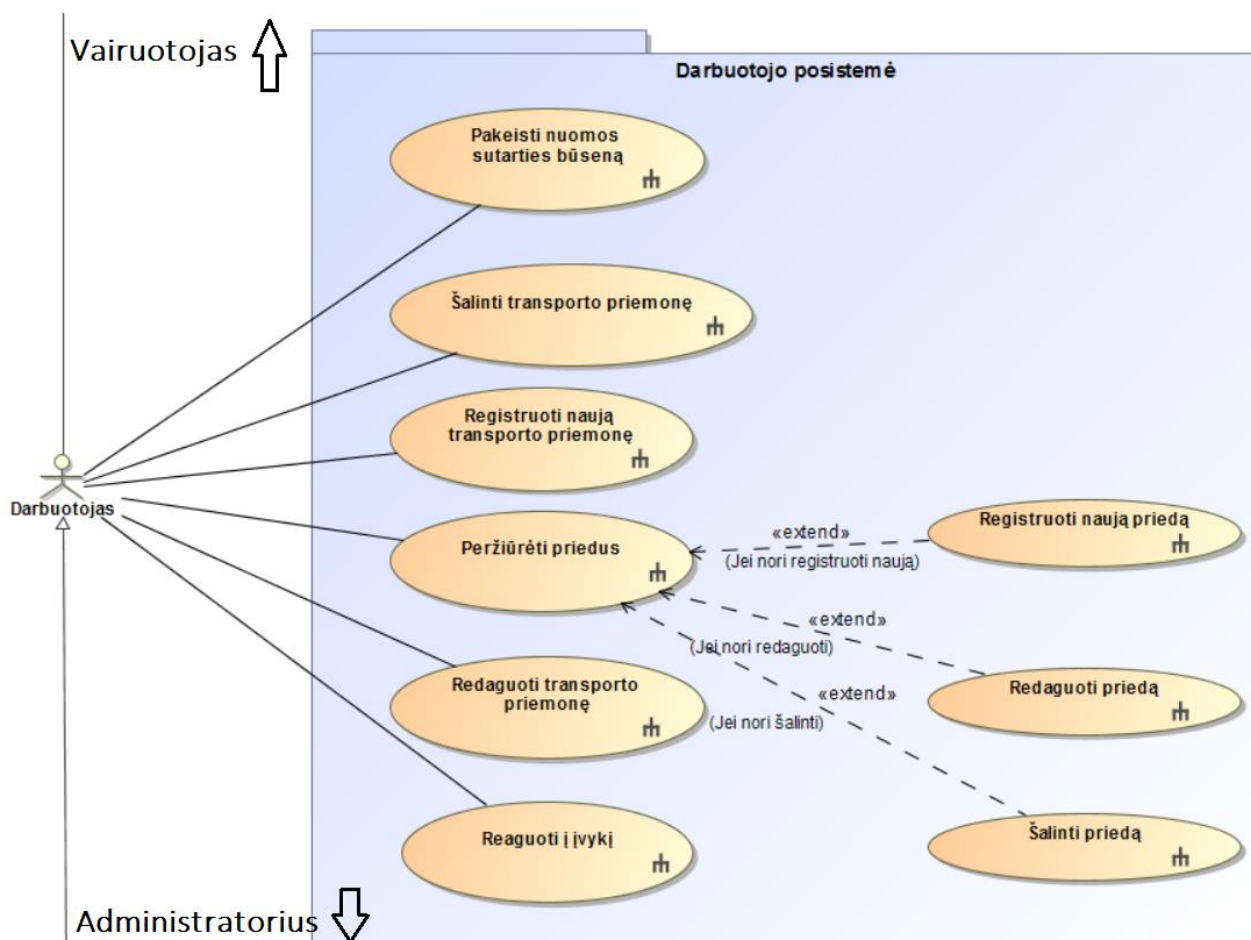 Vairuotojas
Darbuotojo posistemė
Pakeisti nuomos
sutarties būseną
Šalinti transporto priemonę
Registruoti naują
transporto priemonę
Darbuotojas
Peržiūrėti priedus
«extend»
(Jei nori registruoti naują)
Registruoti naują priedą
«extend»
(Jei nori redaguoti)
Redaguoti priedą
Redaguoti transporto
priemonę
«extend»
(Jei nori šalinti)
Reaguoti į įvykį
Šalinti priedą
Administratorius